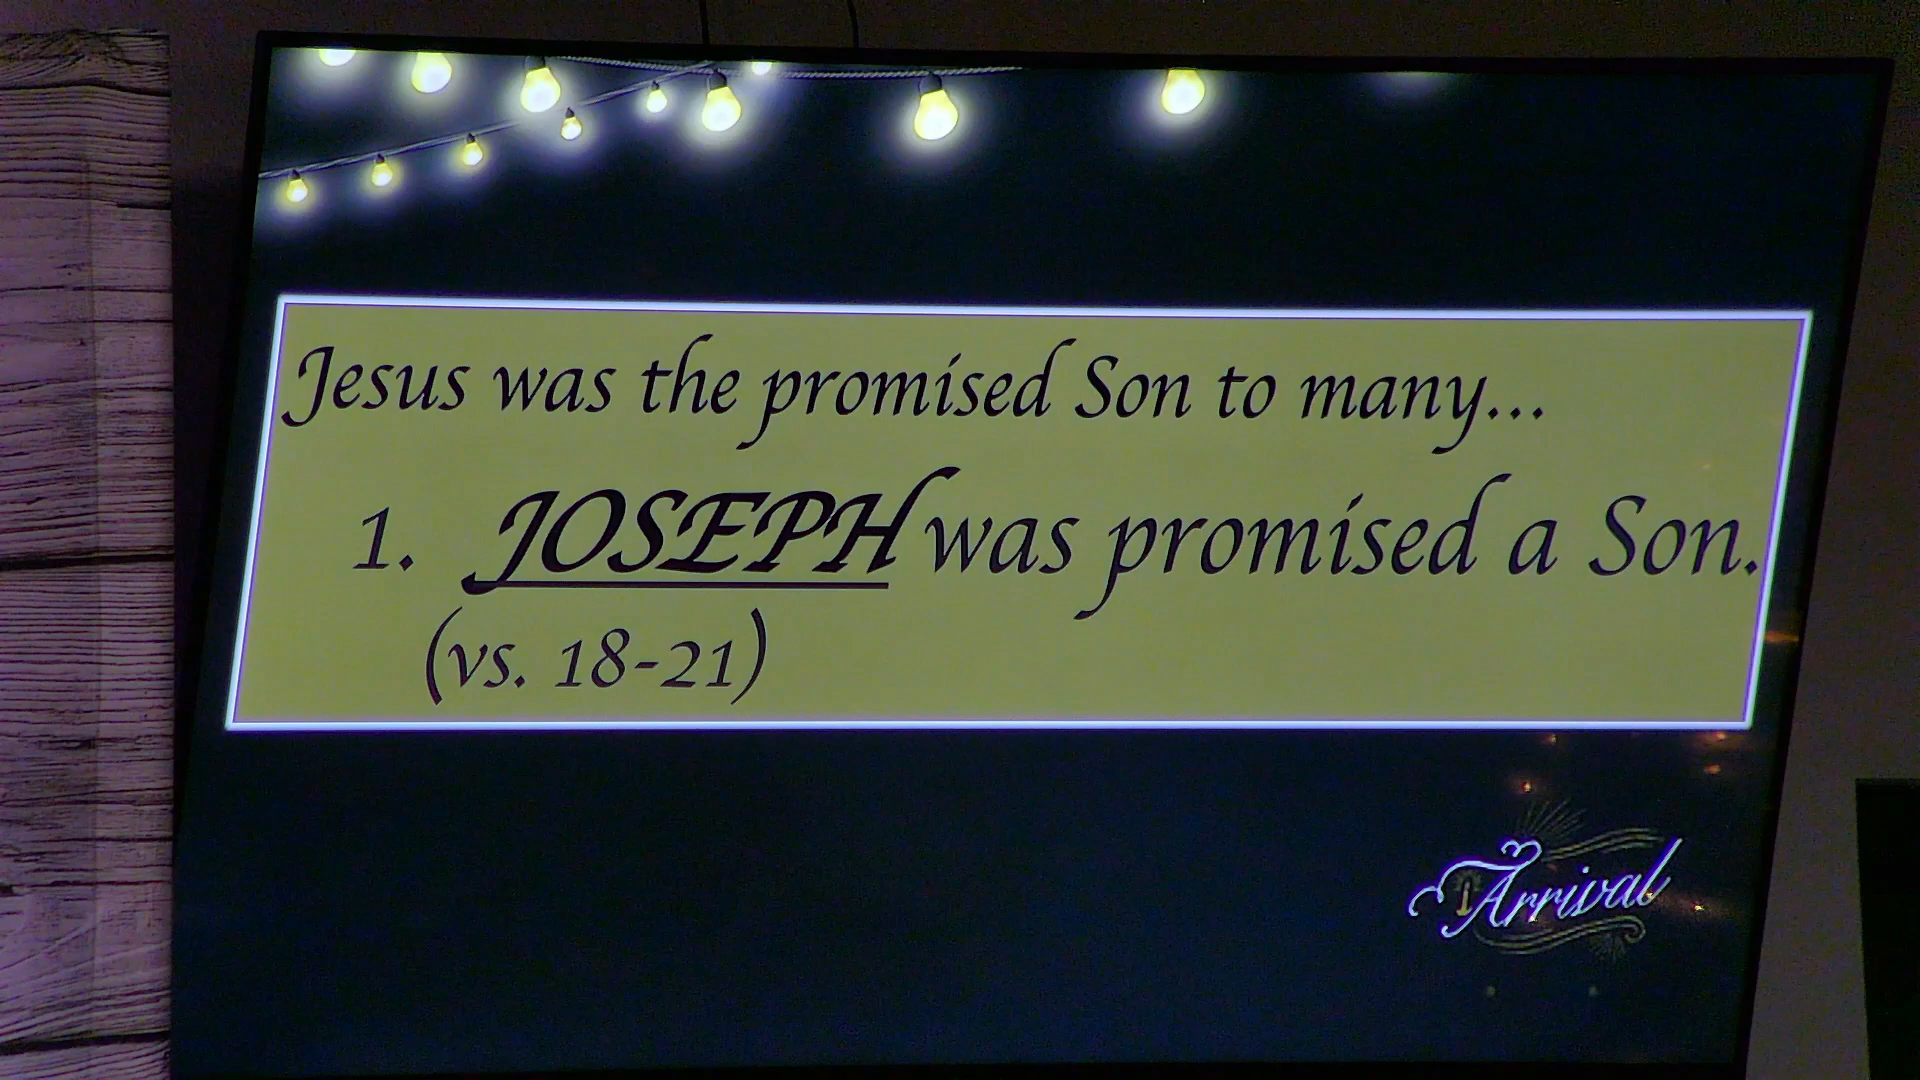 Jesus was the promised Son to many...
1. JOSEPH was promised a Son.
(vs. 18-21)
Arrival